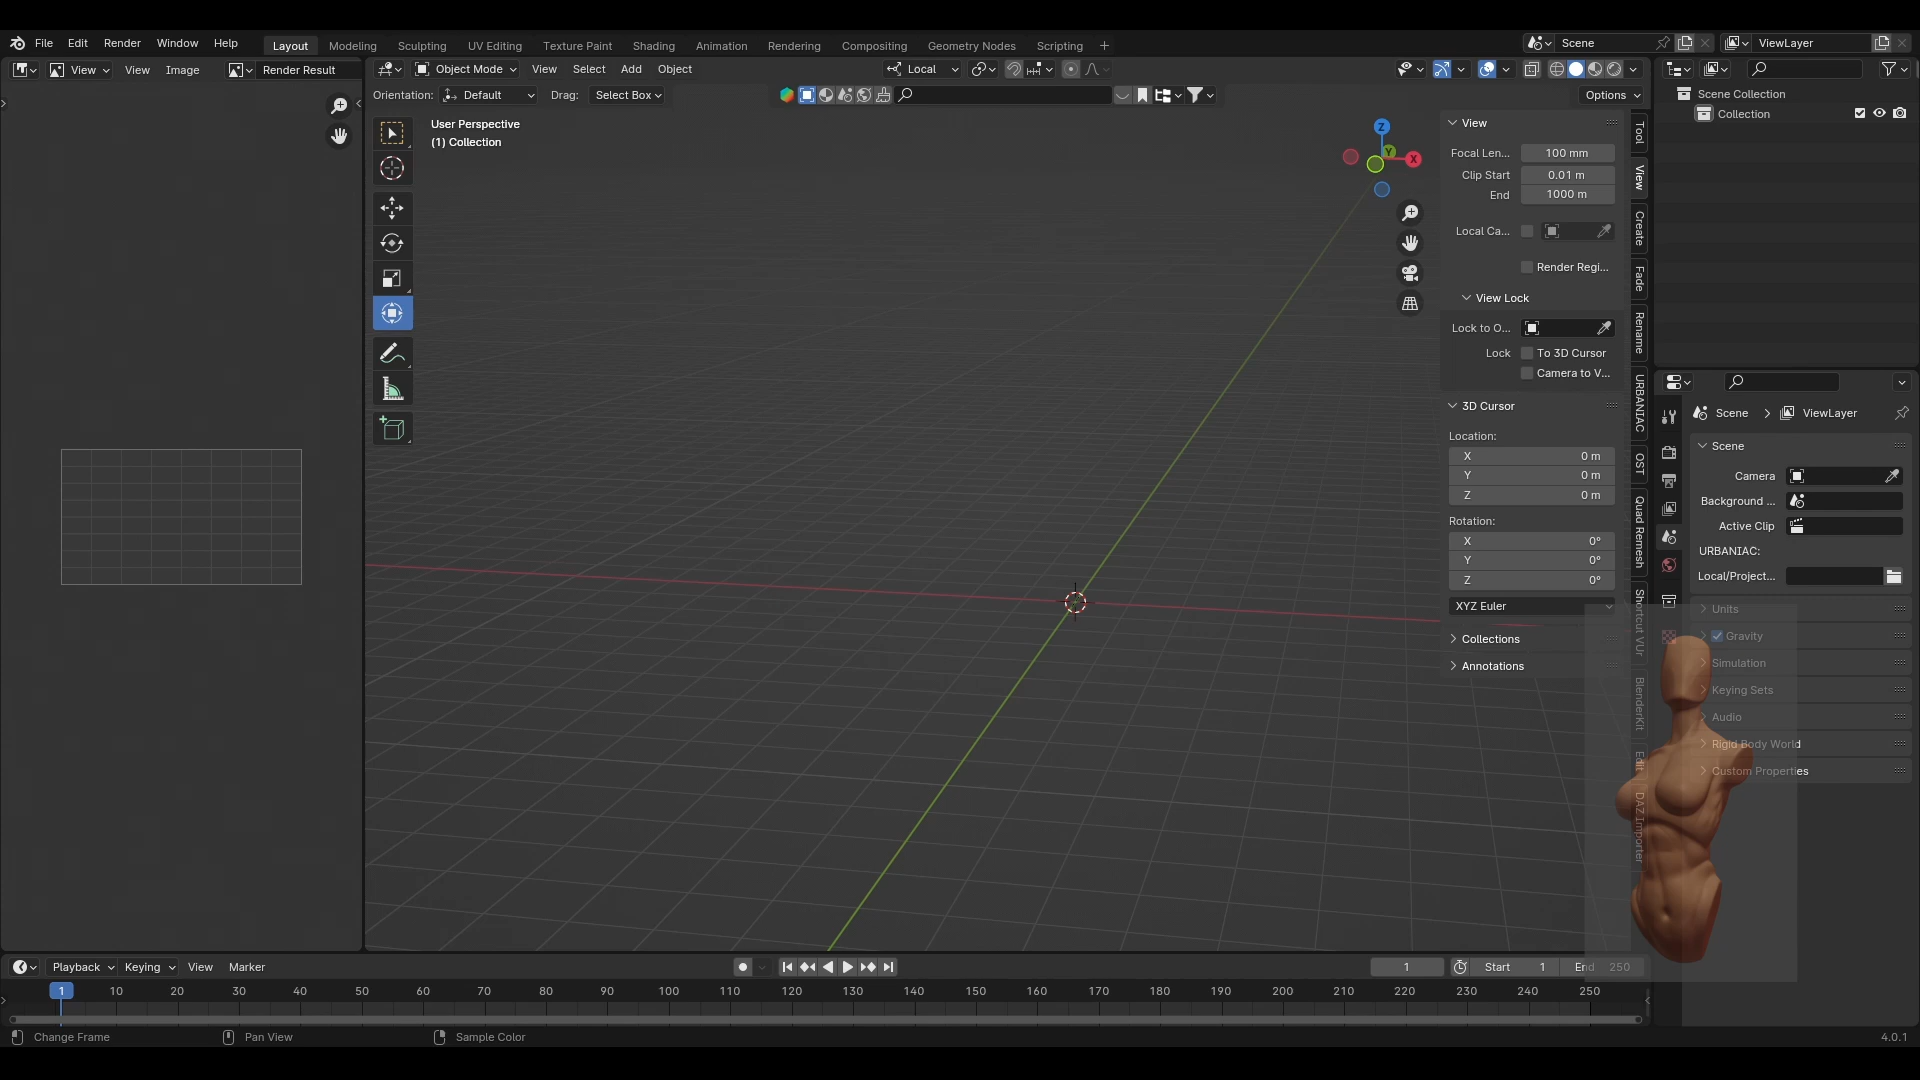 File Edit Render Window Help Layout Modeling Sculpting UV Editing Texture Paint Shading Animation Rendering Compositing Geometry Nodes Scripting + Scene ViewLayer
View View Image Render Result Object Mode View Select Add Object Local
Orientation: Default Drag: Select Box Options
User Perspective
(1) Collection
Z
Y
X
View
Focal Len... 100 mm
Clip Start 0.01 m
End 1000 m
Local Ca...
Render Regi...
View Lock
Lock to O...
Lock To 3D Cursor
Camera to V...
3D Cursor
Location:
X 0 m
Y 0 m
Z 0 m
Rotation:
X 0°
Y 0°
Z 0°
XYZ Euler
Collections
Annotations
Tool
View
Create
Fade
Rename
URBANIAC
OST
Quad Remesh
Shortcut VUr
BlenderKit
Edit
DAZ Importer
Scene Collection
Collection
Scene > ViewLayer
Scene
Camera
Background ...
Active Clip
URBANIAC:
Local/Project...
Units
Gravity
Simulation
Keying Sets
Audio
Rigid Body World
Custom Properties
Playback Keying View Marker 1 Start 1 End 250
1 10 20 30 40 50 60 70 80 90 100 110 120 130 140 150 160 170 180 190 200 210 220 230 240 250
Change Frame Pan View Sample Color 4.0.1